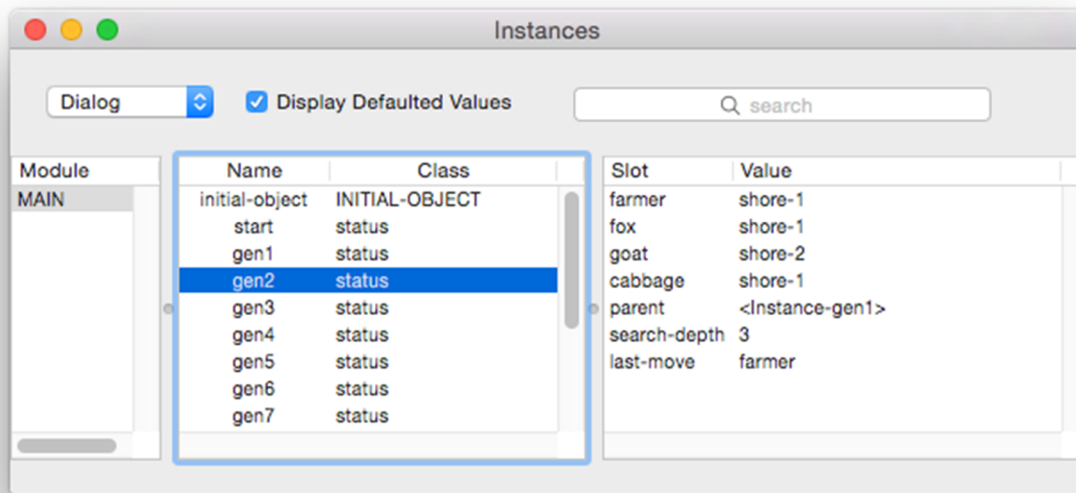 Instances
Dialog Display Defaulted Values search
Module Name Class Slot Value
MAIN initial-object INITIAL-OBJECT farmer shore-1
start status fox shore-1
gen1 status goat shore-2
gen2 status cabbage shore-1
gen3 status parent <Instance-gen1>
gen4 status search-depth 3
gen5 status last-move farmer
gen6 status
gen7 status